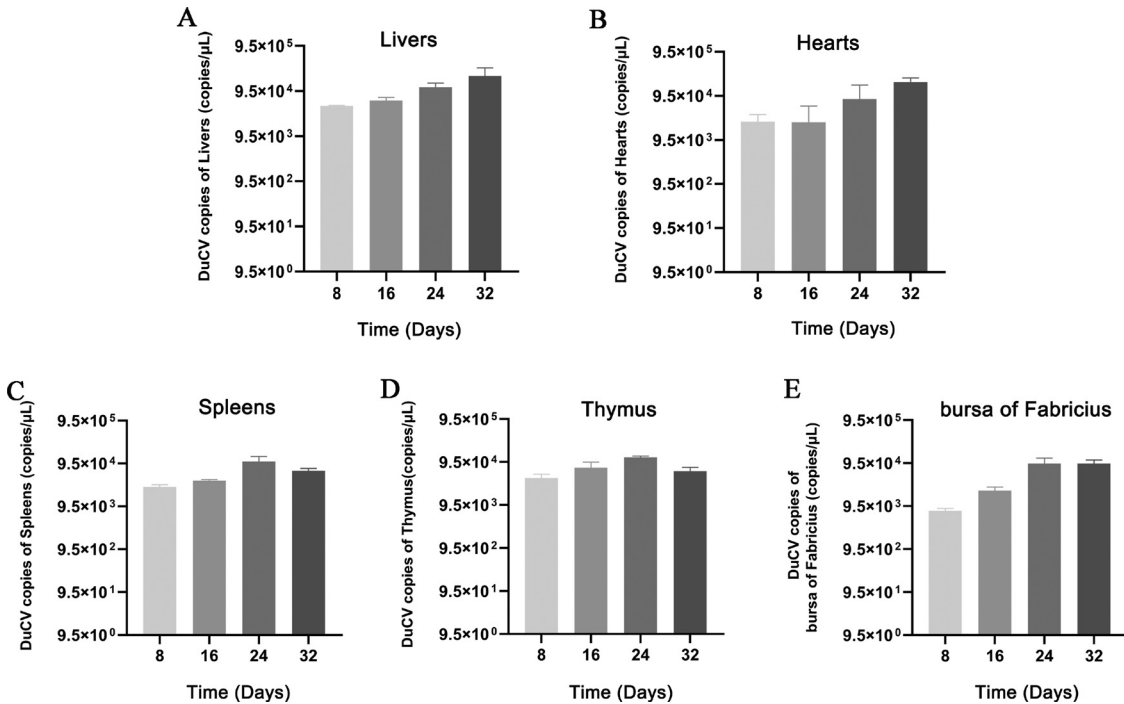 A
Livers
DuCV copies of Livers (copies/μL)
9.5×10⁵
9.5×10⁴
9.5×10³
9.5×10²
9.5×10¹
9.5×10⁰
8 16 24 32
Time (Days)
B
Hearts
DuCV copies of Hearts (copies/μL)
9.5×10⁵
9.5×10⁴
9.5×10³
9.5×10²
9.5×10¹
9.5×10⁰
8 16 24 32
Time (Days)
C
Spleens
DuCV copies of Spleens (copies/μL)
9.5×10⁵
9.5×10⁴
9.5×10³
9.5×10²
9.5×10¹
9.5×10⁰
8 16 24 32
Time (Days)
D
Thymus
DuCV copies of Thymus(copies/μL)
9.5×10⁵
9.5×10⁴
9.5×10³
9.5×10²
9.5×10¹
9.5×10⁰
8 16 24 32
Time (Days)
E
bursa of Fabricius
DuCV copies of
bursa of Fabricius (copies/μL)
9.5×10⁵
9.5×10⁴
9.5×10³
9.5×10²
9.5×10¹
9.5×10⁰
8 16 24 32
Time (Days)